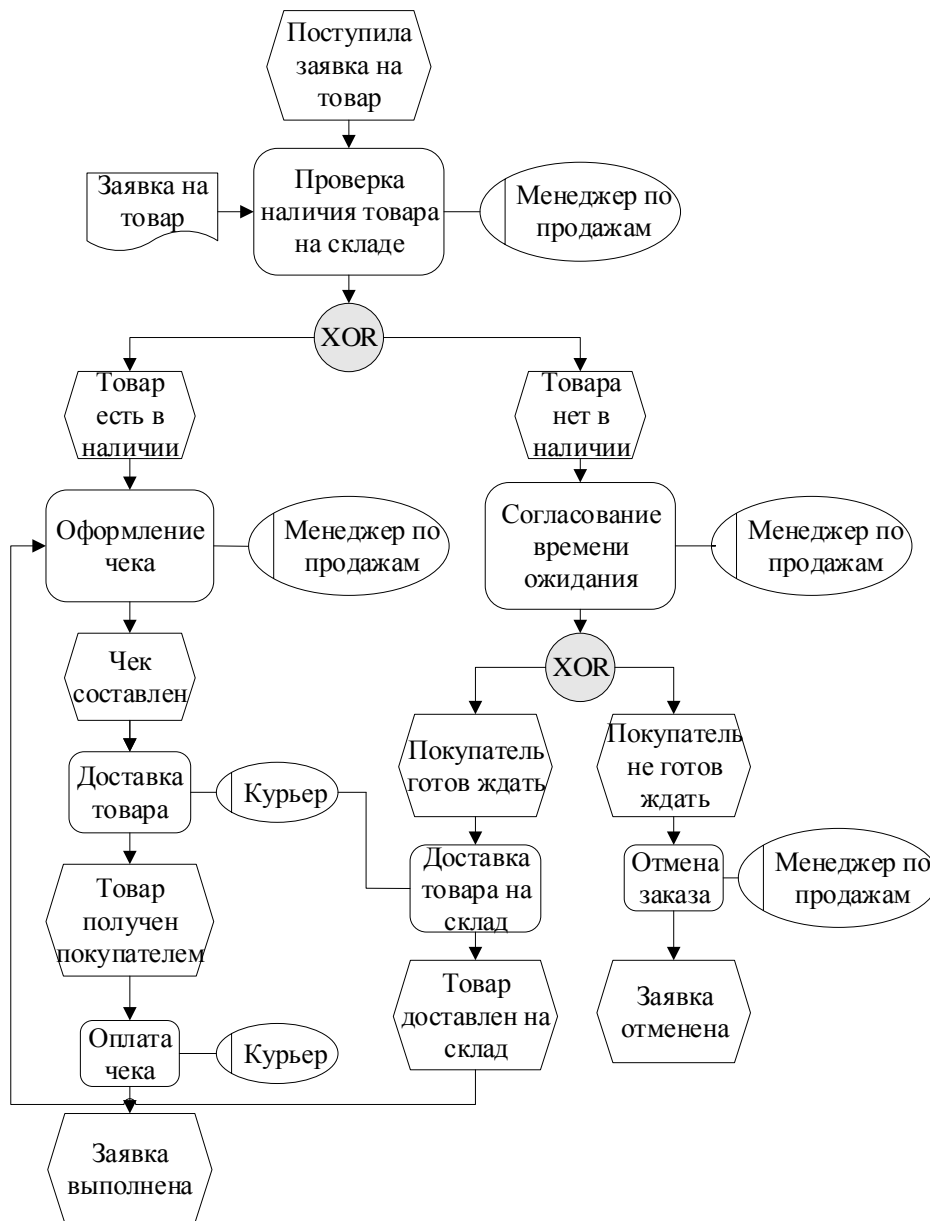 Поступила
заявка на
товар
Заявка на
товар
Проверка
наличия товара
на складе
Менеджер по
продажам
XOR
Товар
есть в
наличии
Товара
нет в
наличии
Оформление
чека
Менеджер по
продажам
Согласование
времени
ожидания
Менеджер по
продажам
Чек
составлен
XOR
Покупатель
готов ждать
Покупатель
не готов
ждать
Доставка
товара
Курьер
Доставка
товара на
склад
Отмена
заказа
Менеджер по
продажам
Товар
получен
покупателем
Товар
доставлен на
склад
Заявка
отменена
Оплата
чека
Курьер
Заявка
выполнена